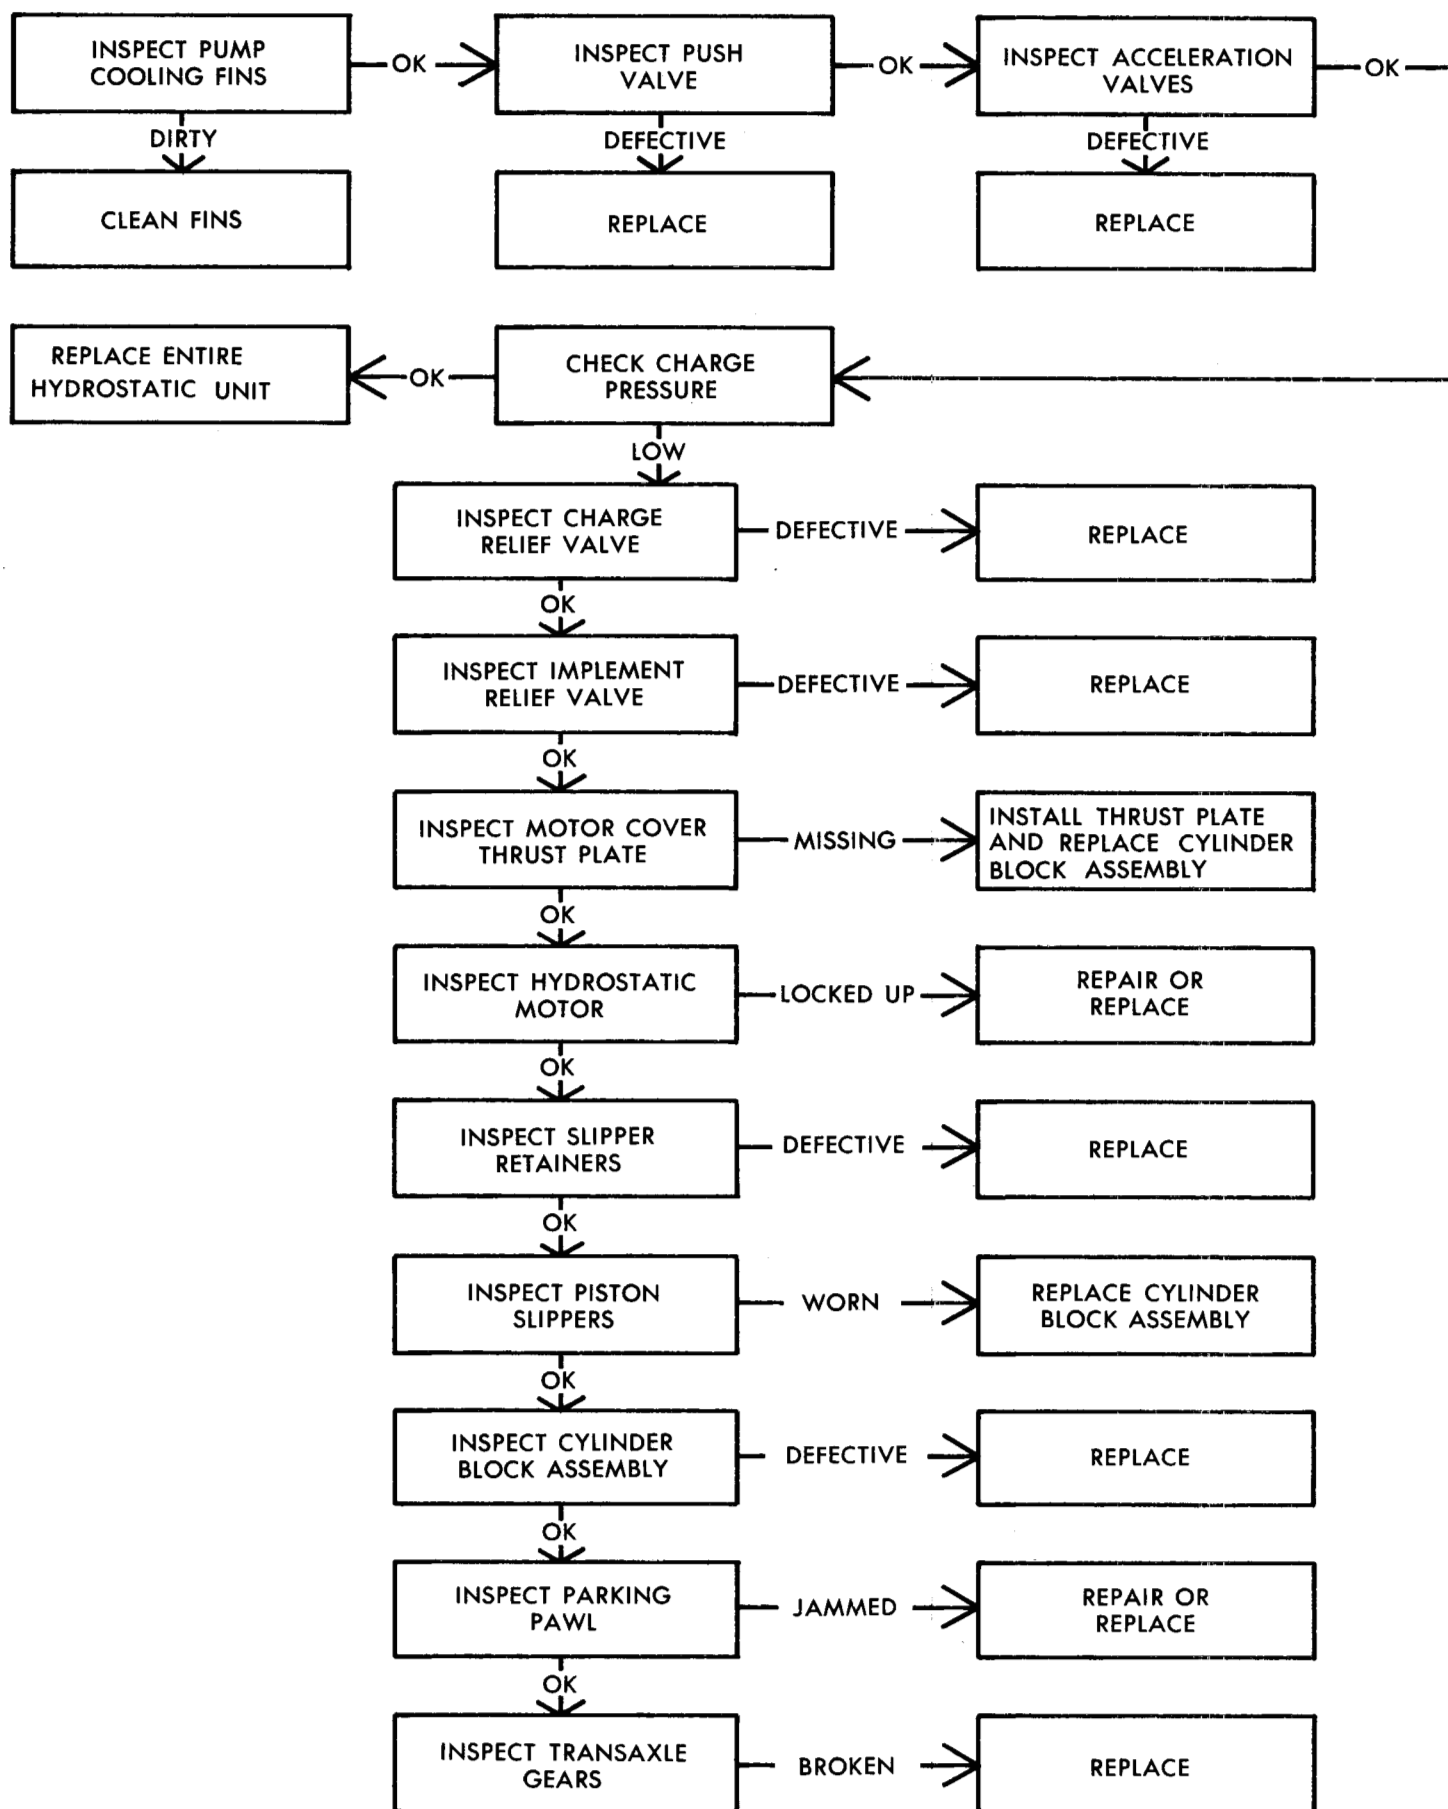 INSPECT PUMP
COOLING FINS
OK
INSPECT PUSH
VALVE
OK
INSPECT ACCELERATION
VALVES
OK
DIRTY
DEFECTIVE
DEFECTIVE
CLEAN FINS
REPLACE
REPLACE
REPLACE ENTIRE
HYDROSTATIC UNIT
OK
CHECK CHARGE
PRESSURE
LOW
INSPECT CHARGE
RELIEF VALVE
DEFECTIVE
REPLACE
OK
INSPECT IMPLEMENT
RELIEF VALVE
DEFECTIVE
REPLACE
OK
INSPECT MOTOR COVER
THRUST PLATE
MISSING
INSTALL THRUST PLATE
AND REPLACE CYLINDER
BLOCK ASSEMBLY
OK
INSPECT HYDROSTATIC
MOTOR
LOCKED UP
REPAIR OR
REPLACE
OK
INSPECT SLIPPER
RETAINERS
DEFECTIVE
REPLACE
OK
INSPECT PISTON
SLIPPERS
WORN
REPLACE CYLINDER
BLOCK ASSEMBLY
OK
INSPECT CYLINDER
BLOCK ASSEMBLY
DEFECTIVE
REPLACE
OK
INSPECT PARKING
PAWL
JAMMED
REPAIR OR
REPLACE
OK
INSPECT TRANSAXLE
GEARS
BROKEN
REPLACE